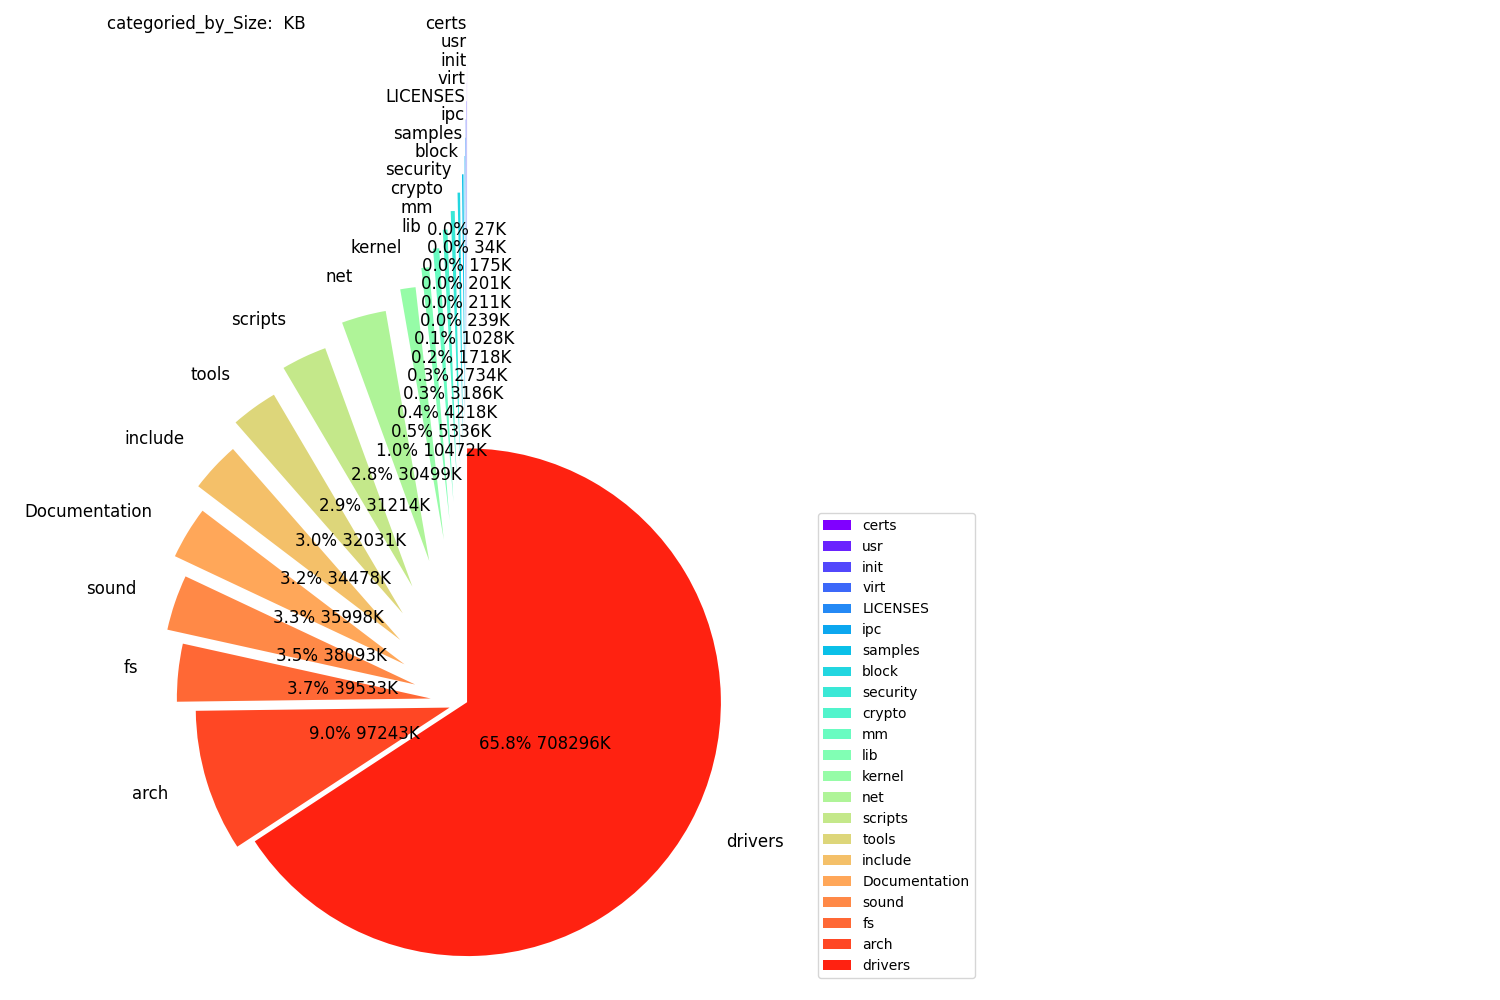 categoried_by_Size:  KB
certs
usr
init
virt
LICENSES
ipc
samples
block
security
crypto
mm
lib
kernel
net
scripts
tools
include
Documentation
sound
fs
arch
drivers
0.0% 27K
0.0% 34K
0.0% 175K
0.0% 201K
0.0% 211K
0.0% 239K
0.1% 1028K
0.2% 1718K
0.3% 2734K
0.3% 3186K
0.4% 4218K
0.5% 5336K
1.0% 10472K
2.8% 30499K
2.9% 31214K
3.0% 32031K
3.2% 34478K
3.3% 35998K
3.5% 38093K
3.7% 39533K
9.0% 97243K
65.8% 708296K
certs
usr
init
virt
LICENSES
ipc
samples
block
security
crypto
mm
lib
kernel
net
scripts
tools
include
Documentation
sound
fs
arch
drivers